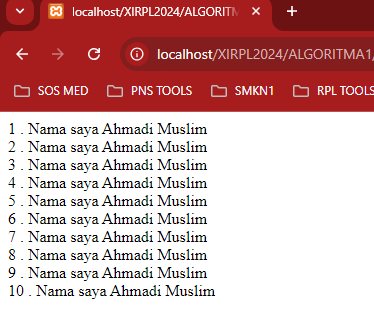 localhost/XIRPL2024/ALGORITM
localhost/XIRPL2024/ALGORITMA1/
SOS MED
PNS TOOLS
SMKN1
RPL TOOLS
1 . Nama saya Ahmadi Muslim
2 . Nama saya Ahmadi Muslim
3 . Nama saya Ahmadi Muslim
4 . Nama saya Ahmadi Muslim
5 . Nama saya Ahmadi Muslim
6 . Nama saya Ahmadi Muslim
7 . Nama saya Ahmadi Muslim
8 . Nama saya Ahmadi Muslim
9 . Nama saya Ahmadi Muslim
10 . Nama saya Ahmadi Muslim